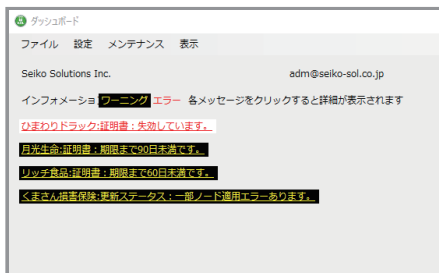 ダッシュボード
ファイル 設定 メンテナンス 表示
Seiko Solutions Inc. adm@seiko-sol.co.jp
インフォメーショ ワーニング エラー 各メッセージをクリックすると詳細が表示されます
ひまわりドラック:証明書：失効しています。
月光生命:証明書：期限まで90日未満です。
リッチ食品:証明書：期限まで60日未満です。
くまさん損害保険:更新ステータス：一部ノード適用エラーあります。